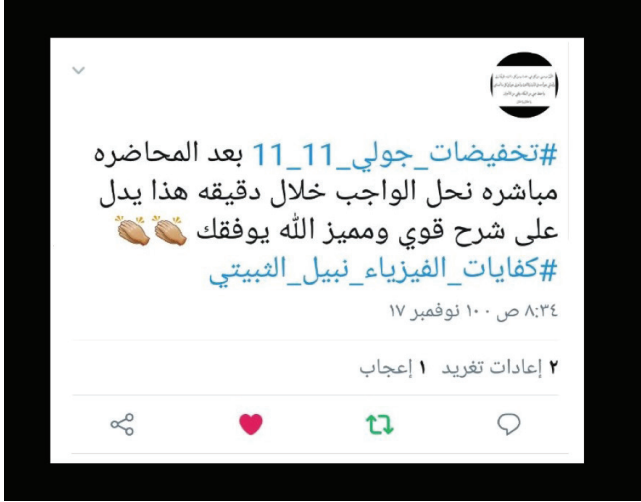 #تخفيضات_جولي_11_11 بعد المحاضره
مباشره نحل الواجب خلال دقيقه هذا يدل
على شرح قوي ومميز الله يوفقك 👏👏
#كفايات_الفيزياء_نبيل_الثبيتي
٨:٣٤ ص · ١٠ نوفمبر ١٧
٢ إعادات تغريد ١ إعجاب